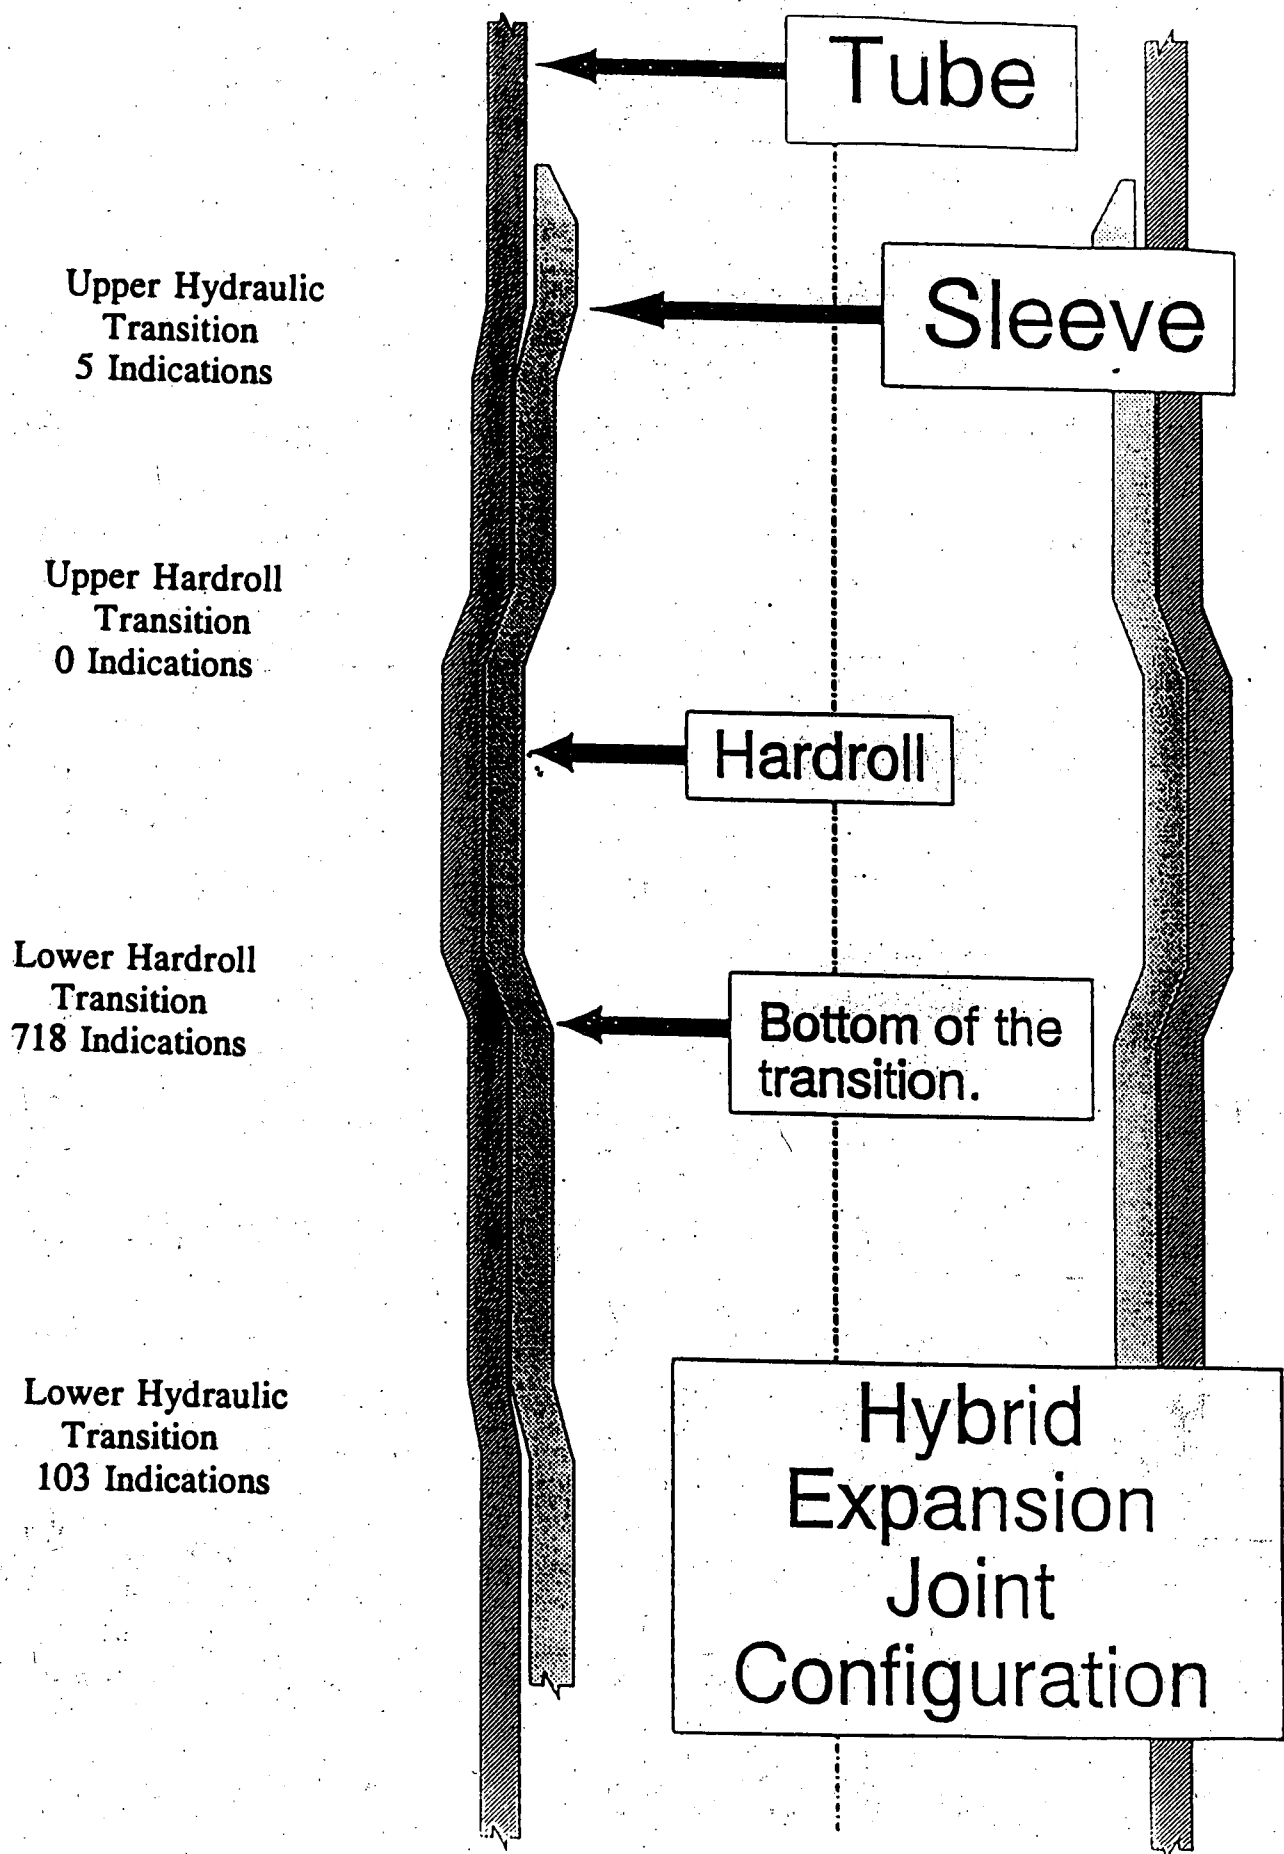 Tube
Upper Hydraulic
Transition
5 Indications
Sleeve
Upper Hardroll
Transition
0 Indications
Hardroll
Lower Hardroll
Transition
718 Indications
Bottom of the
transition.
Lower Hydraulic
Transition
103 Indications
Hybrid
Expansion
Joint
Configuration